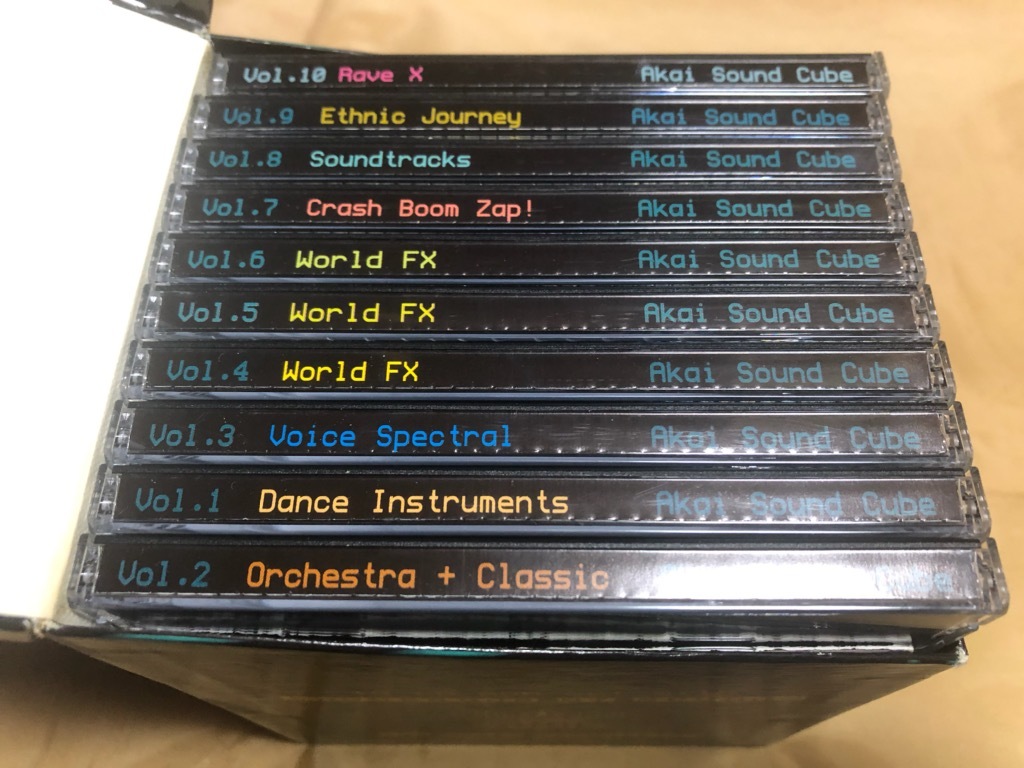 Vol.10 Rave X Akai Sound Cube
Vol.9 Ethnic Journey Akai Sound Cube
Vol.8 Soundtracks Akai Sound Cube
Vol.7 Crash Boom Zap! Akai Sound Cube
Vol.6 World FX Akai Sound Cube
Vol.5 World FX Akai Sound Cube
Vol.4 World FX Akai Sound Cube
Vol.3 Voice Spectral Akai Sound Cube
Vol.1 Dance Instruments Akai Sound Cube
Vol.2 Orchestra + Classic